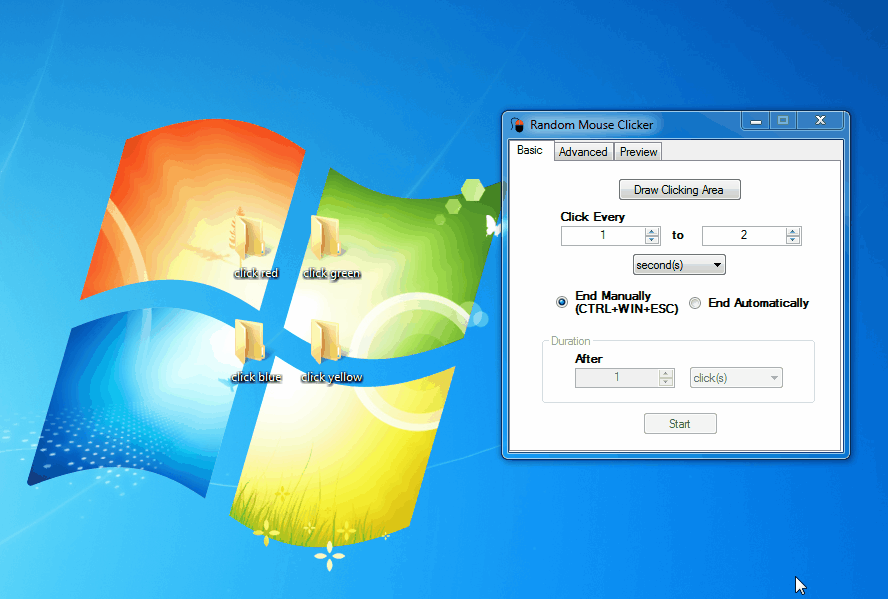 Random Mouse Clicker
Basic
Advanced
Preview
Draw Clicking Area
Click Every
1
to
2
second(s)
End Manually
(CTRL+WIN+ESC)
End Automatically
Duration
After
1
click(s)
Start
click red
click green
click blue
click yellow